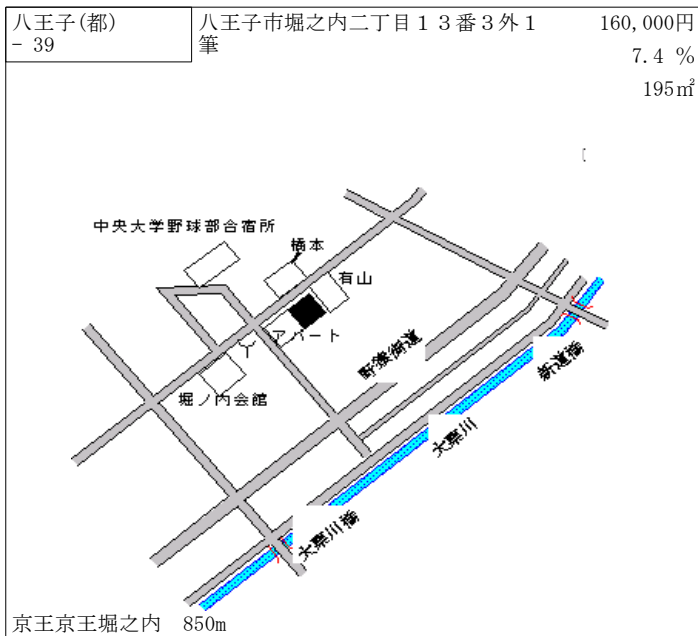 八王子(都)
- 39
八王子市堀之内二丁目１３番３外１
筆
160,000円
7.4 %
195㎡
中央大学野球部合宿所
橋本
有山
アパート
堀ノ内会館
野猿街道
新道橋
大栗川
大栗川橋
京王京王堀之内 850m